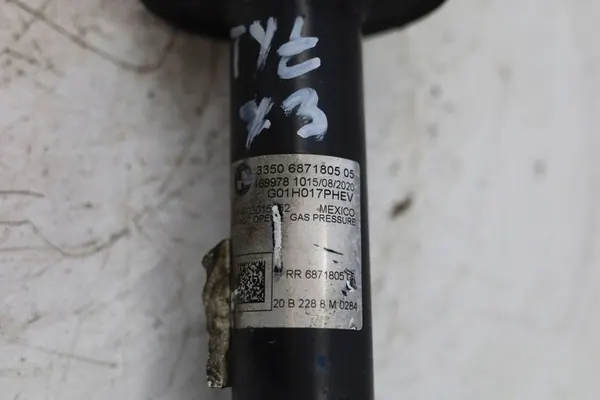 TYŁ
X3
3350 6871805 05
1015/08/2020
G01H017PHEV
MEXICO
GAS PRESSURE
RR 6871805
20 B 228 8 M 0284